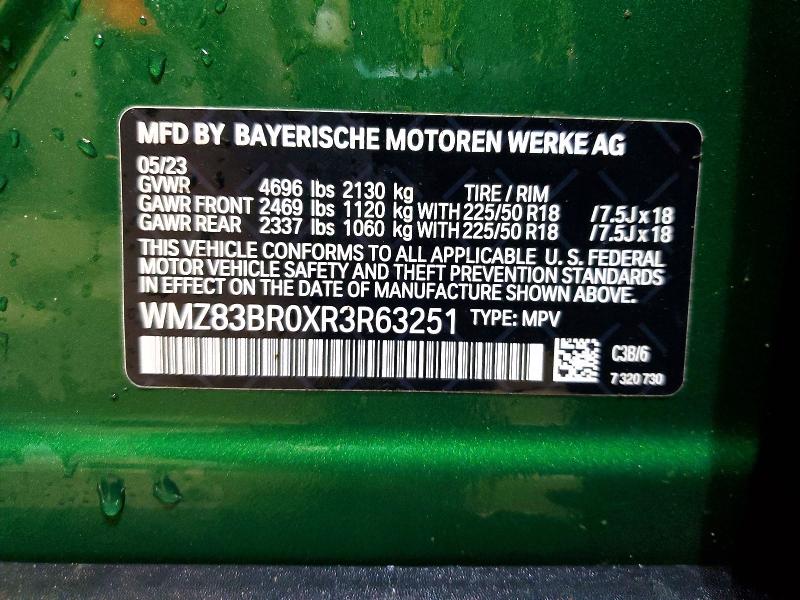 MFD BY BAYERISCHE MOTOREN WERKE AG
05/23
GVWR 4696 lbs 2130 kg TIRE / RIM
GAWR FRONT 2469 lbs 1120 kg WITH 225/50 R18 /7.5J x 18
GAWR REAR 2337 lbs 1060 kg WITH 225/50 R18 /7.5J x 18
THIS VEHICLE CONFORMS TO ALL APPLICABLE U. S. FEDERAL
MOTOR VEHICLE SAFETY AND THEFT PREVENTION STANDARDS
IN EFFECT ON THE DATE OF MANUFACTURE SHOWN ABOVE.
WMZ83BR0XR3R63251 TYPE: MPV
C3B/6
7 320 730